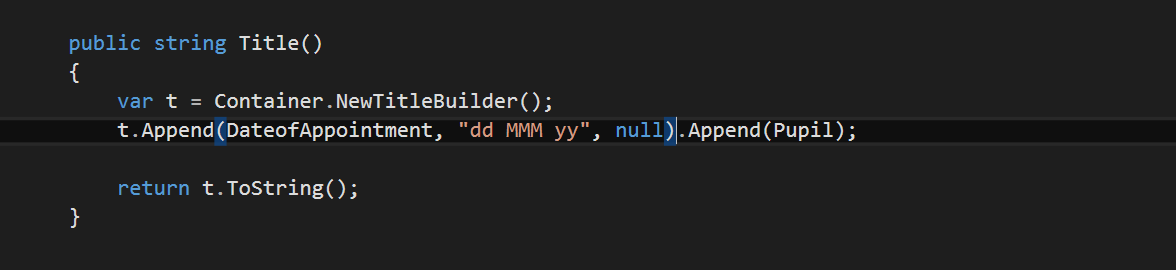 public string Title()
{
var t = Container.NewTitleBuilder();
t.Append(DateofAppointment, "dd MMM yy", null).Append(Pupil);
return t.ToString();
}